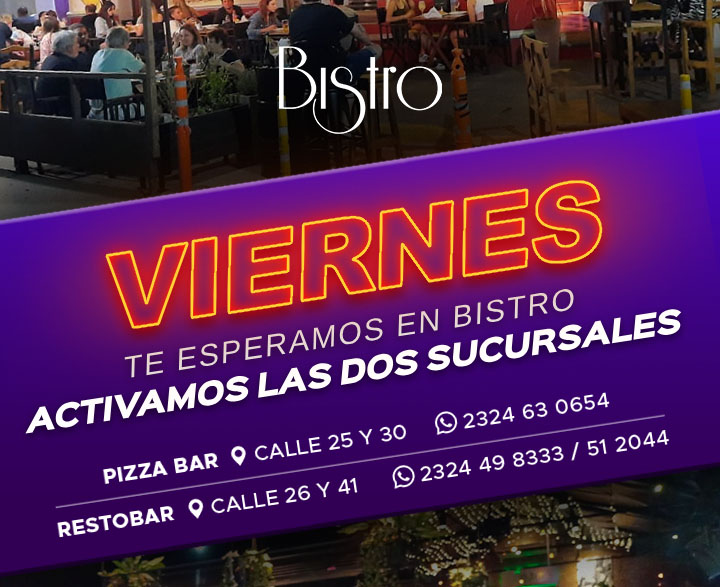 Bistro
VIERNES
TE ESPERAMOS EN BISTRO
ACTIVAMOS LAS DOS SUCURSALES
PIZZA BAR CALLE 25 Y 30 2324 63 0654
RESTOBAR CALLE 26 Y 41 2324 49 8333 / 51 2044